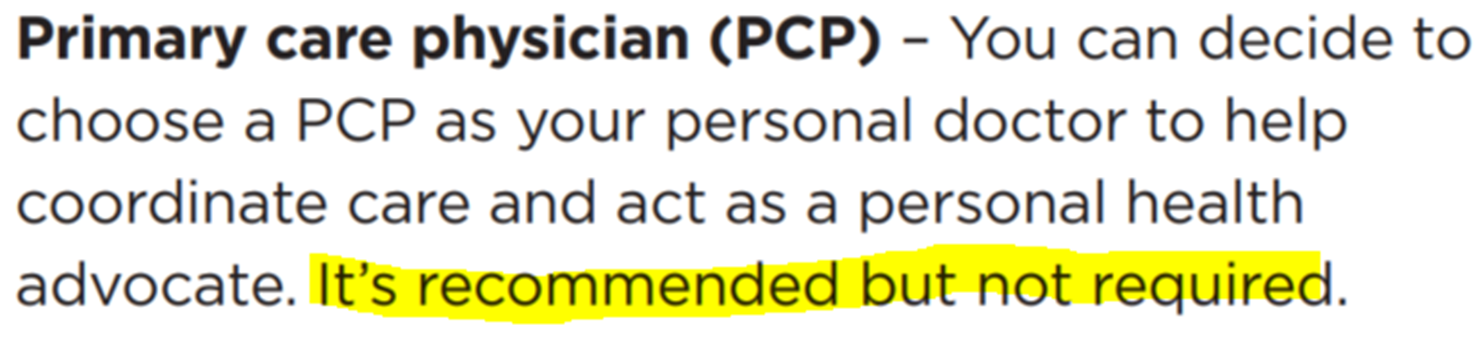 Primary care physician (PCP) – You can decide to
choose a PCP as your personal doctor to help
coordinate care and act as a personal health
advocate. It’s recommended but not required.